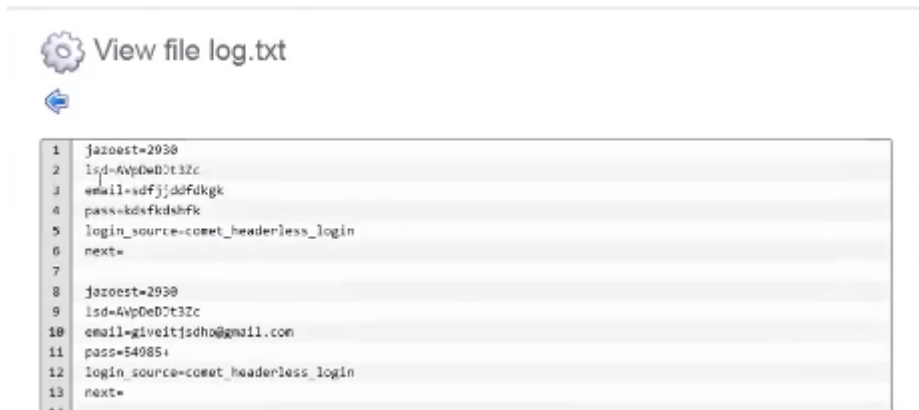 View file log.txt
1 jazoest=2930
2 lsd=AVpDeDJt3Zc
3 email=sdfjjddfdkgk
4 pass=kdsfkdshfk
5 login_source=comet_headerless_login
6 next=
7
8 jazoest=2930
9 lsd=AVpDeDJt3Zc
10 email=giveitjsdho@gmail.com
11 pass=54985+
12 login_source=comet_headerless_login
13 next=